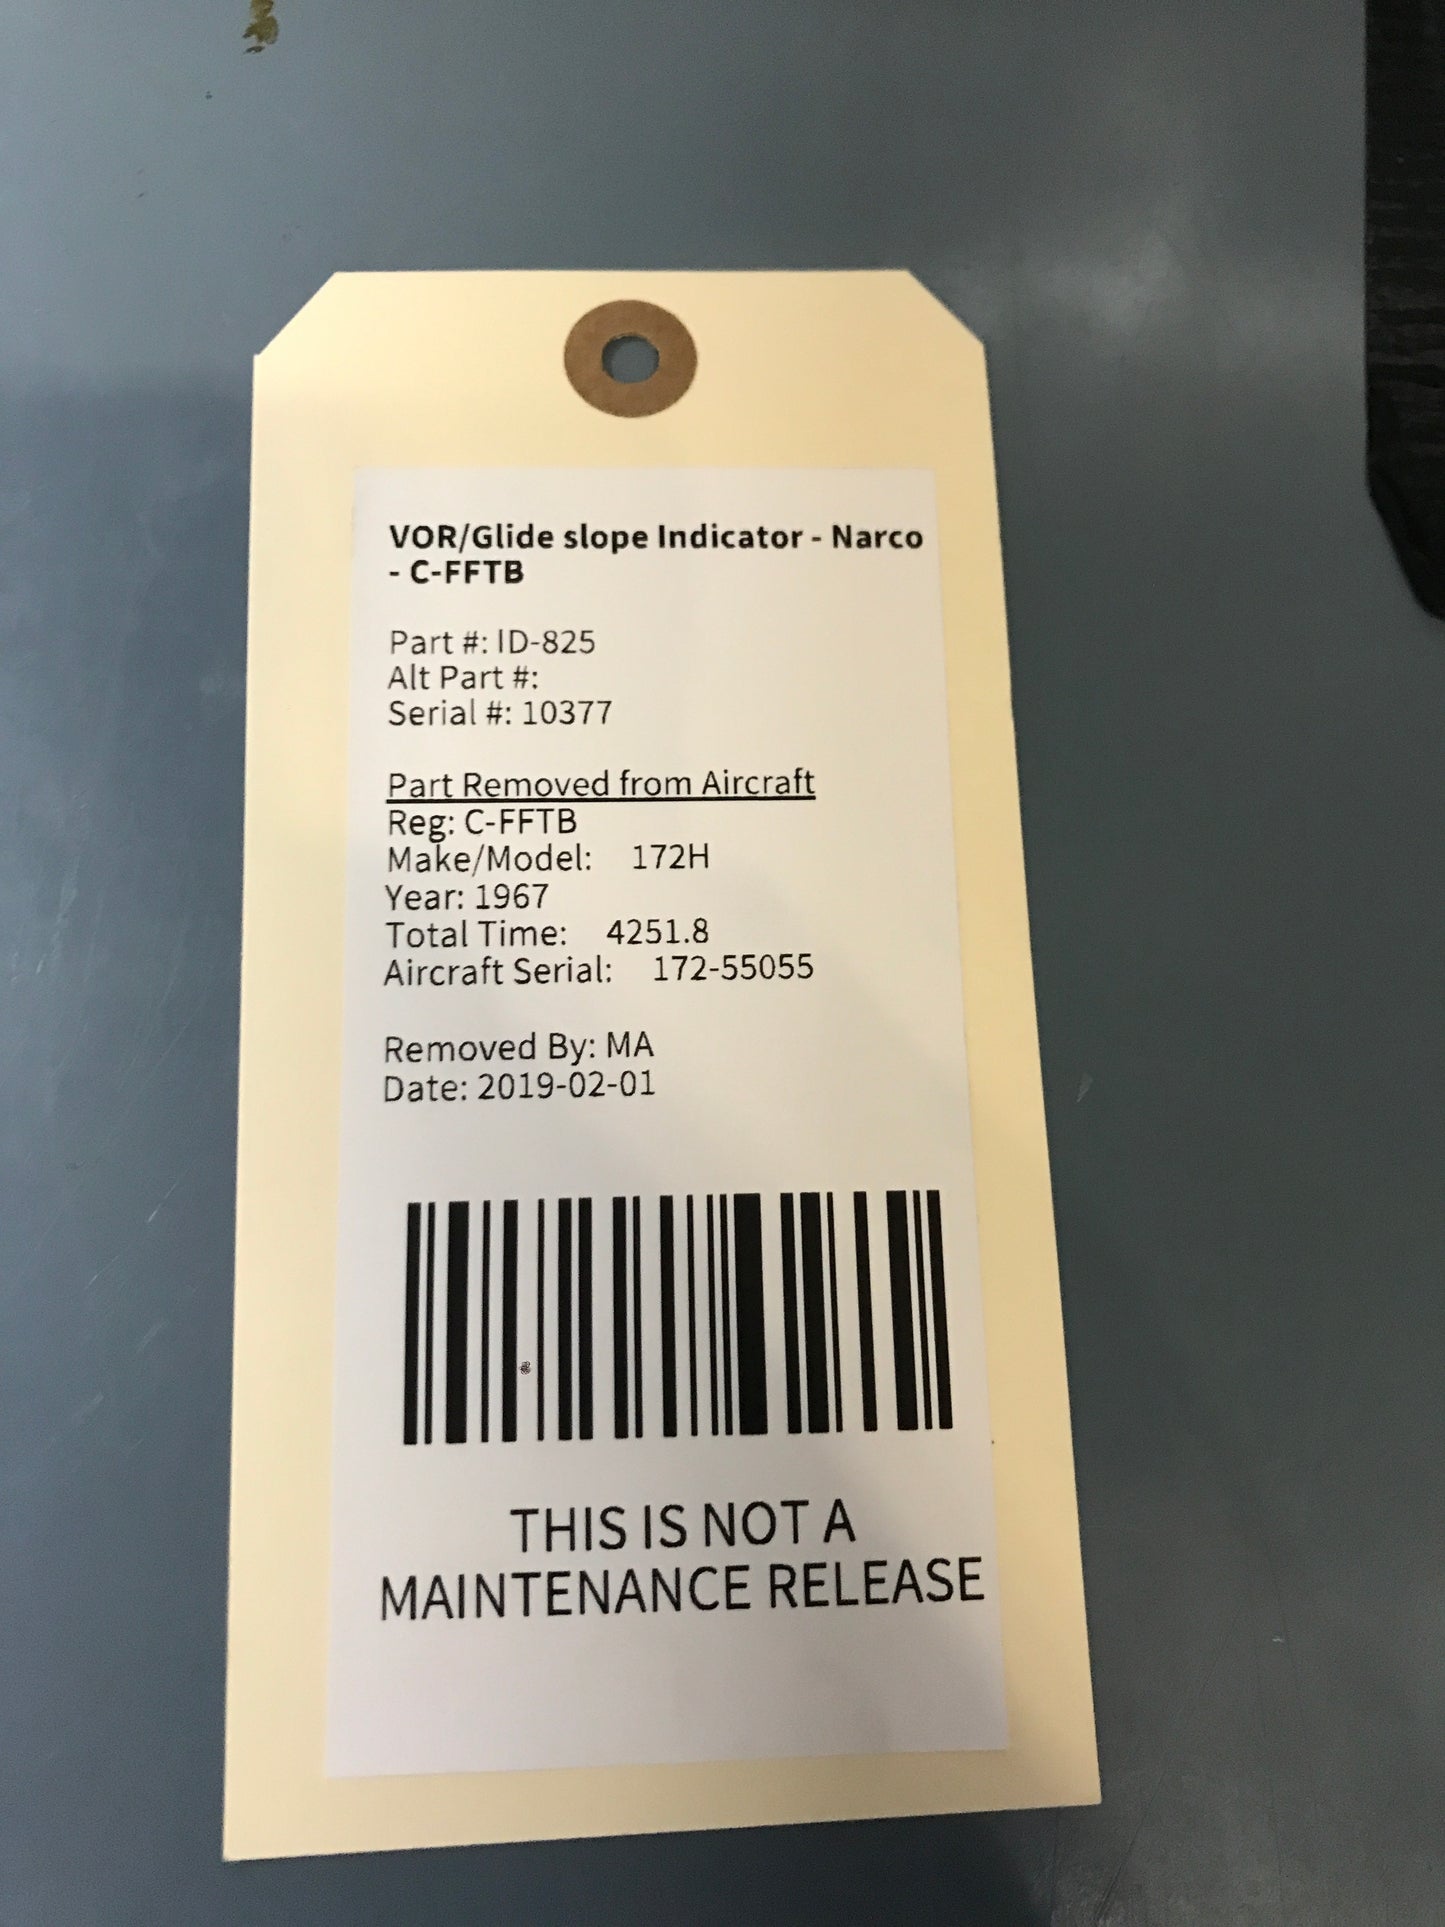 VOR/Glide slope Indicator - Narco
- C-FFTB
Part #: ID-825
Alt Part #:
Serial #: 10377
Part Removed from Aircraft
Reg: C-FFTB
Make/Model: 172H
Year: 1967
Total Time: 4251.8
Aircraft Serial: 172-55055
Removed By: MA
Date: 2019-02-01
THIS IS NOT A
MAINTENANCE RELEASE